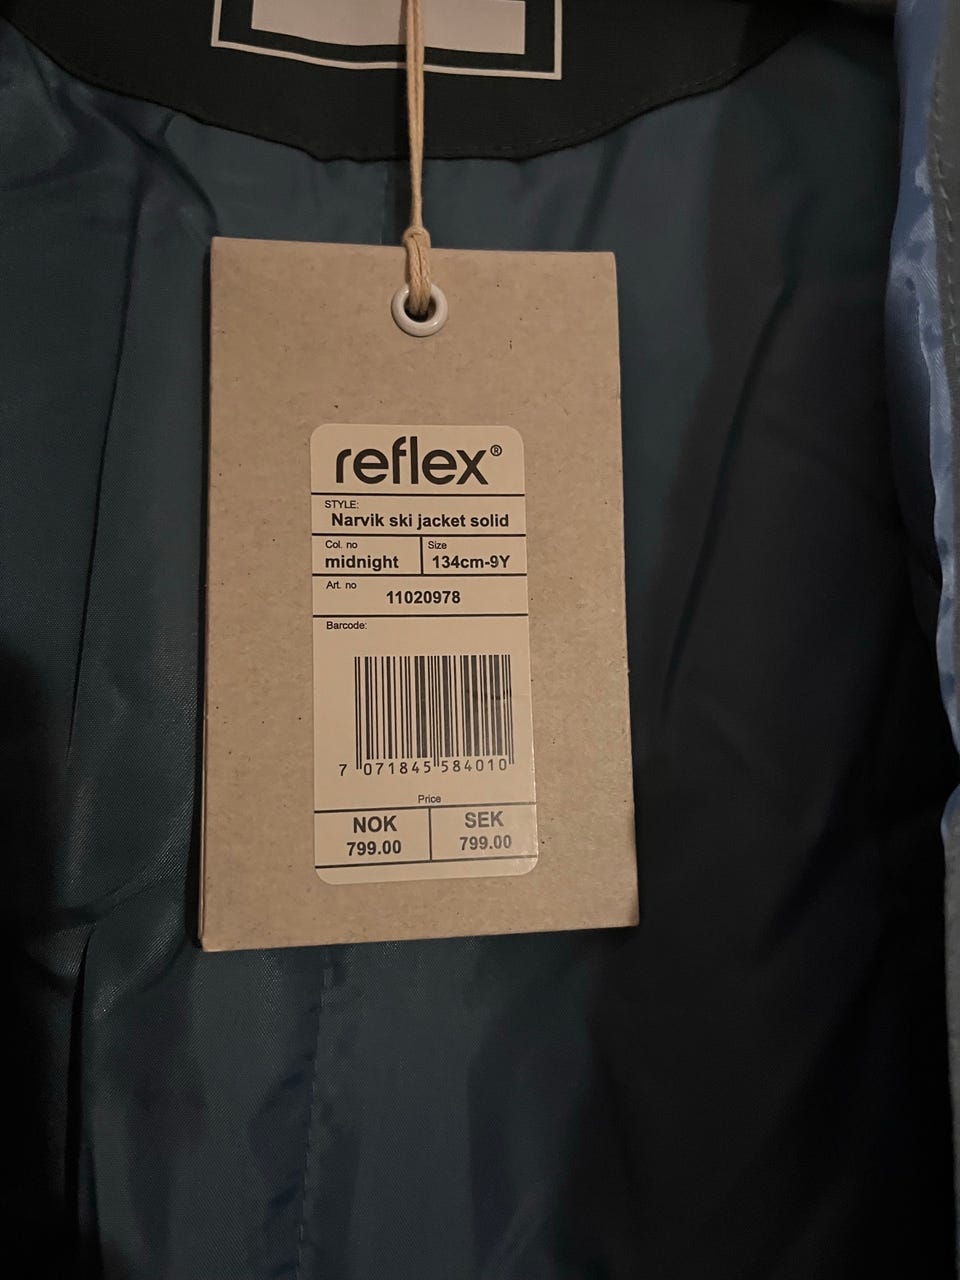 reflex®
STYLE:
Narvik ski jacket solid
Col. no
midnight
Size
134cm-9Y
Art. no
11020978
Barcode:
7 071845 584010
Price
NOK
799.00
SEK
799.00